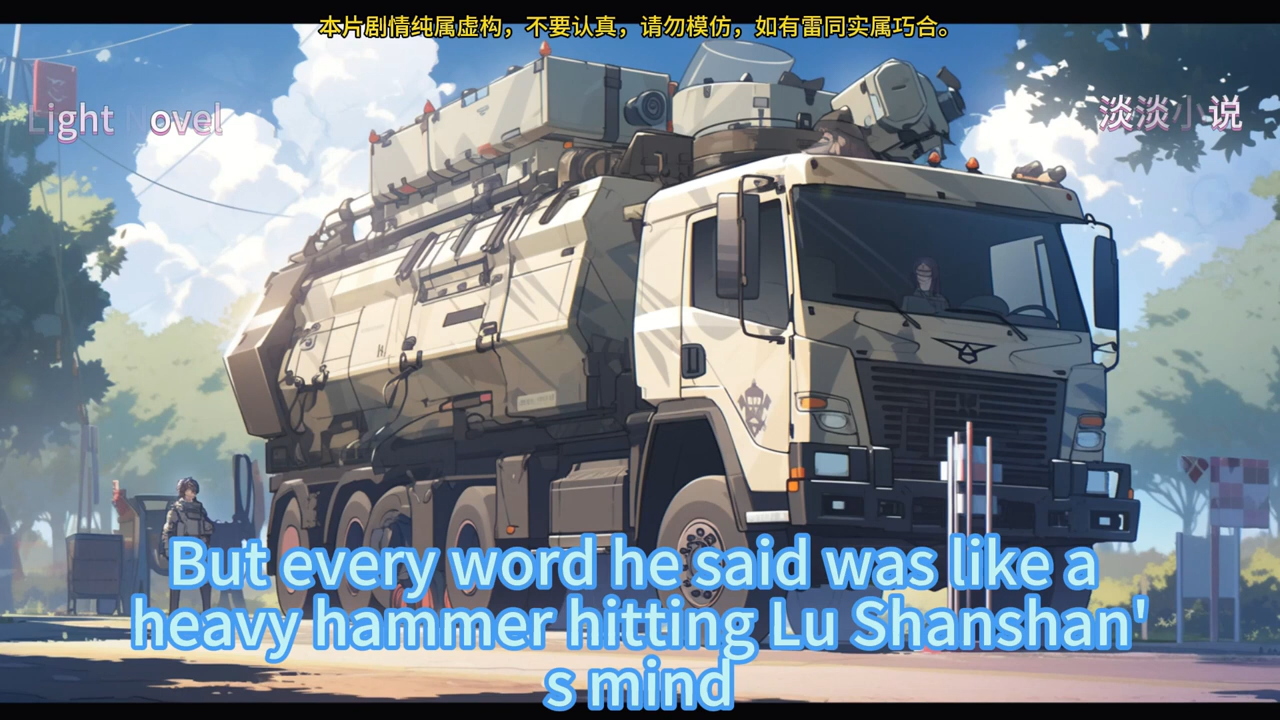 本片剧情纯属虚构，不要认真，请勿模仿，如有雷同实属巧合。
Light Novel
淡淡小说
But every word he said was like a
heavy hammer hitting Lu Shanshan'
s mind